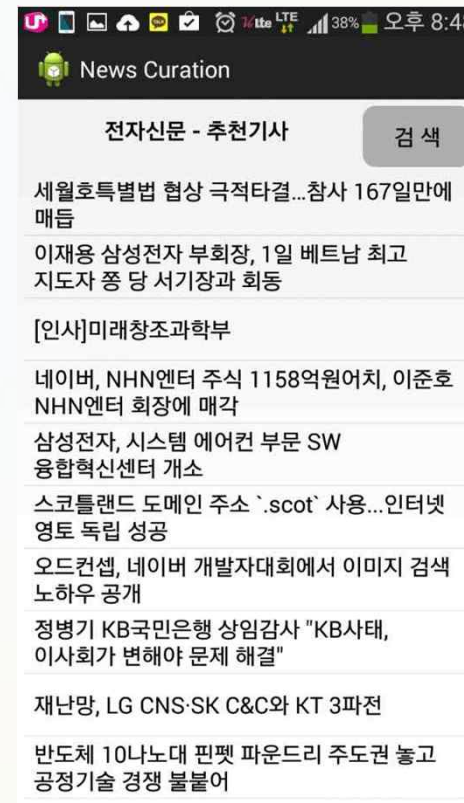 38% 오후 8:48
News Curation
전자신문 - 추천기사
검 색
세월호특별법 협상 극적타결...참사 167일만에
매듭
이재용 삼성전자 부회장, 1일 베트남 최고
지도자 쫑 당 서기장과 회동
[인사]미래창조과학부
네이버, NHN엔터 주식 1158억원어치, 이준호
NHN엔터 회장에 매각
삼성전자, 시스템 에어컨 부문 SW
융합혁신센터 개소
스코틀랜드 도메인 주소 `.scot` 사용...인터넷
영토 독립 성공
오드컨셉, 네이버 개발자대회에서 이미지 검색
노하우 공개
정병기 KB국민은행 상임감사 "KB사태,
이사회가 변해야 문제 해결"
재난망, LG CNS·SK C&C와 KT 3파전
반도체 10나노대 핀펫 파운드리 주도권 놓고
공정기술 경쟁 불붙어